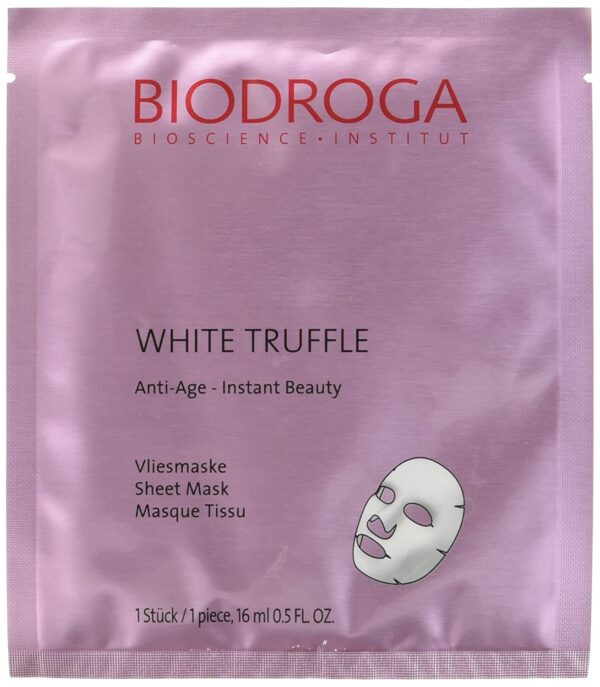 BIODROGA
BIOSCIENCE • INSTITUT
WHITE TRUFFLE
Anti-Age - Instant Beauty
Vliesmaske
Sheet Mask
Masque Tissu
1 Stück / 1 piece, 16 ml 0.5 FL. OZ.